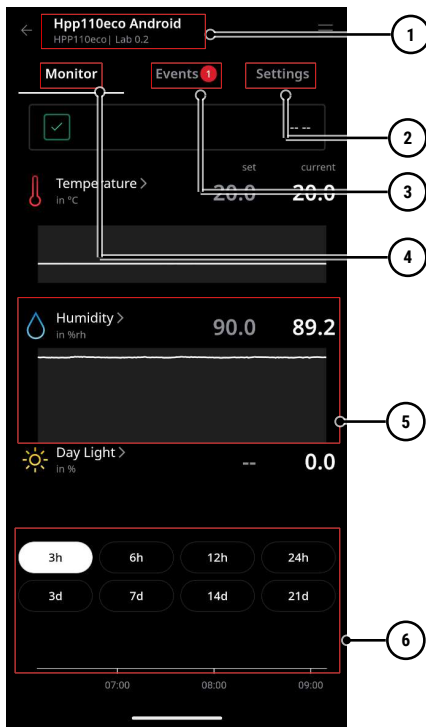 Hpp110eco Android
HPP110eco| Lab 0.2
1
Monitor
Events 1
Settings
-- --
2
set
current
Temperature >
in °C
20.0
20.0
3
4
Humidity >
in %rh
90.0
89.2
5
Day Light >
in %
--
0.0
3h
6h
12h
24h
3d
7d
14d
21d
6
07:00
08:00
09:00